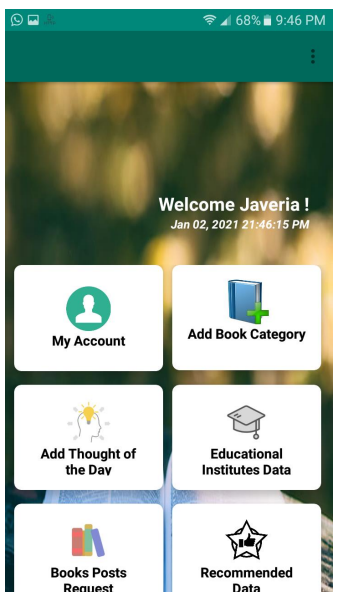 68% 9:46 PM
Welcome Javeria !
Jan 02, 2021 21:46:15 PM
My Account
Add Book Category
Add Thought of
the Day
Educational
Institutes Data
Books Posts
Request
Recommended
Data